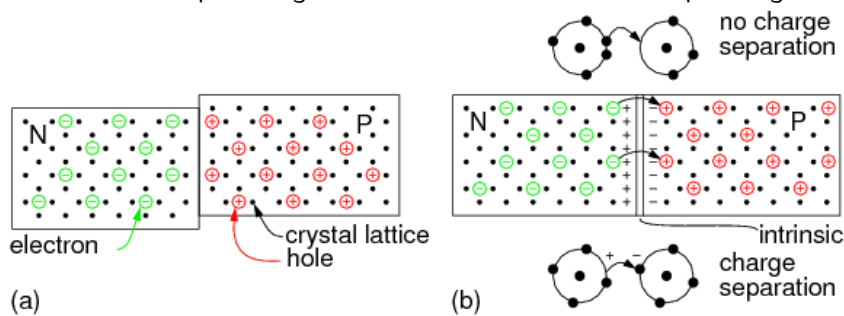 no charge
separation
N
P
N
P
electron
crystal lattice
hole
intrinsic
charge
separation
(a)
(b)